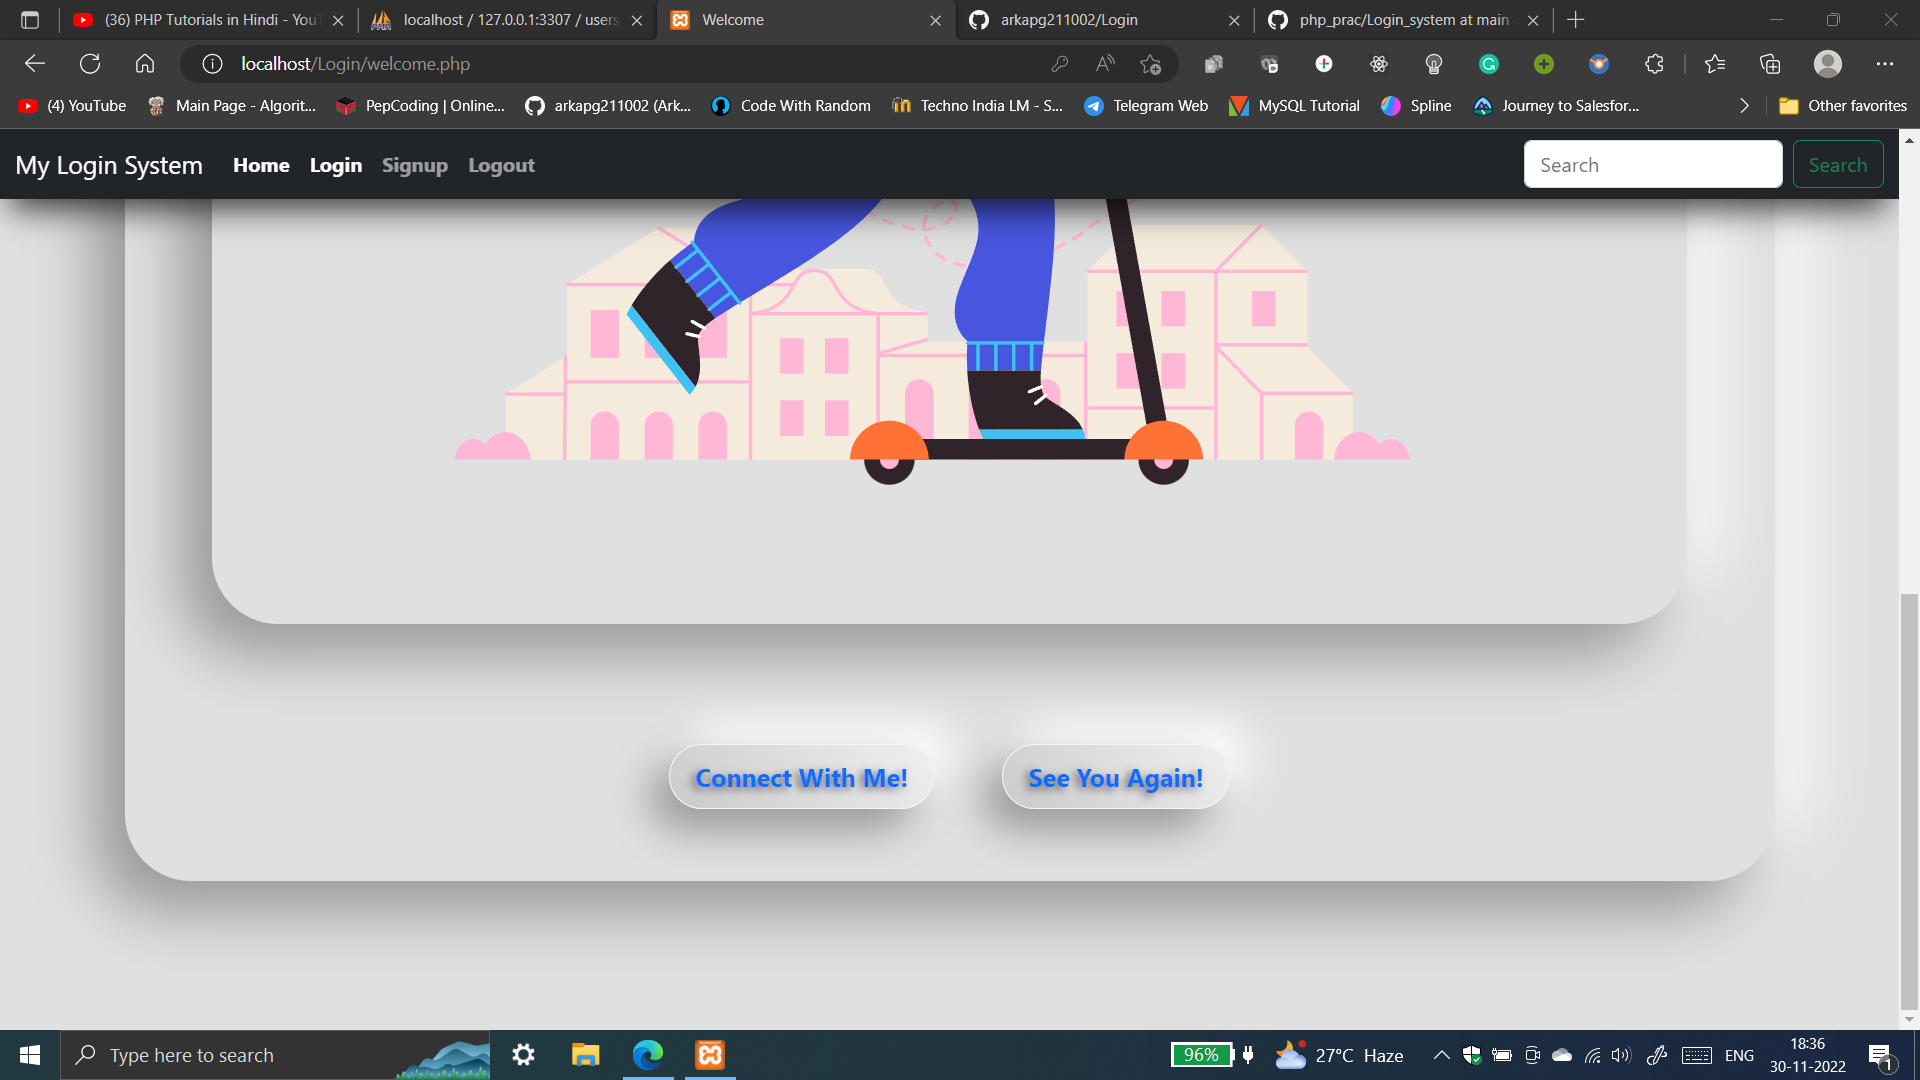 (36) PHP Tutorials in Hindi - You
localhost / 127.0.0.1:3307 / users
Welcome
arkapg211002/Login
php_prac/Login_system at main
localhost/Login/welcome.php
(4) YouTube
Main Page - Algorit...
PepCoding | Online...
arkapg211002 (Ark...
Code With Random
Techno India LM - S...
Telegram Web
MySQL Tutorial
Spline
Journey to Salesfor...
Other favorites
My Login System
Home
Login
Signup
Logout
Search
Search
Connect With Me!
See You Again!
Type here to search
96%
27°C Haze
ENG
18:36
30-11-2022
1